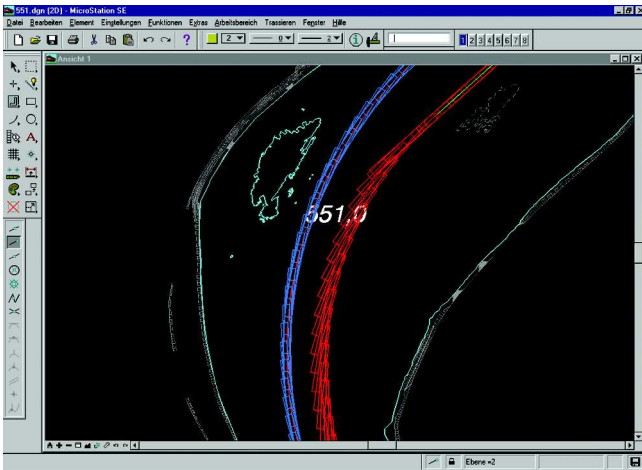 551.dgn [2D] - MicroStation SE
Datei Bearbeiten Element Einstellungen Funktionen Extras Arbeitsbereich Trassieren Fenster Hilfe
2 0 2 1 2 3 4 5 6 7 8
Ansicht 1
551,0
Ebene =2